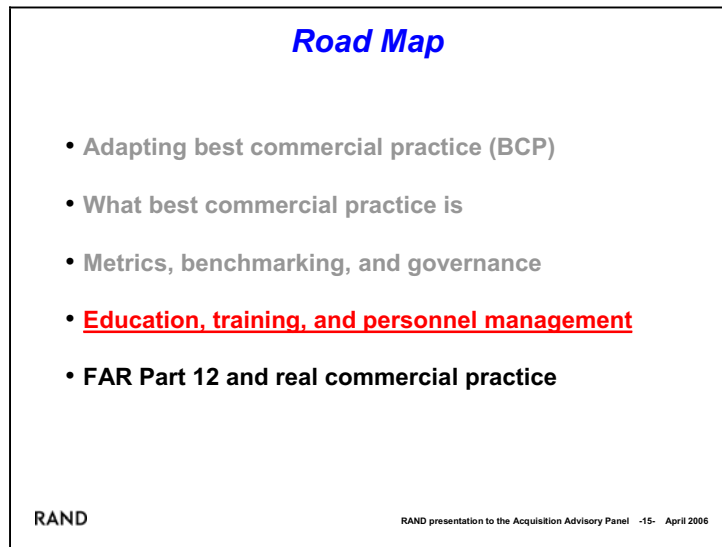 Road Map
• Adapting best commercial practice (BCP)
• What best commercial practice is
• Metrics, benchmarking, and governance
• Education, training, and personnel management
• FAR Part 12 and real commercial practice
RAND
RAND presentation to the Acquisition Advisory Panel -15- April 2006